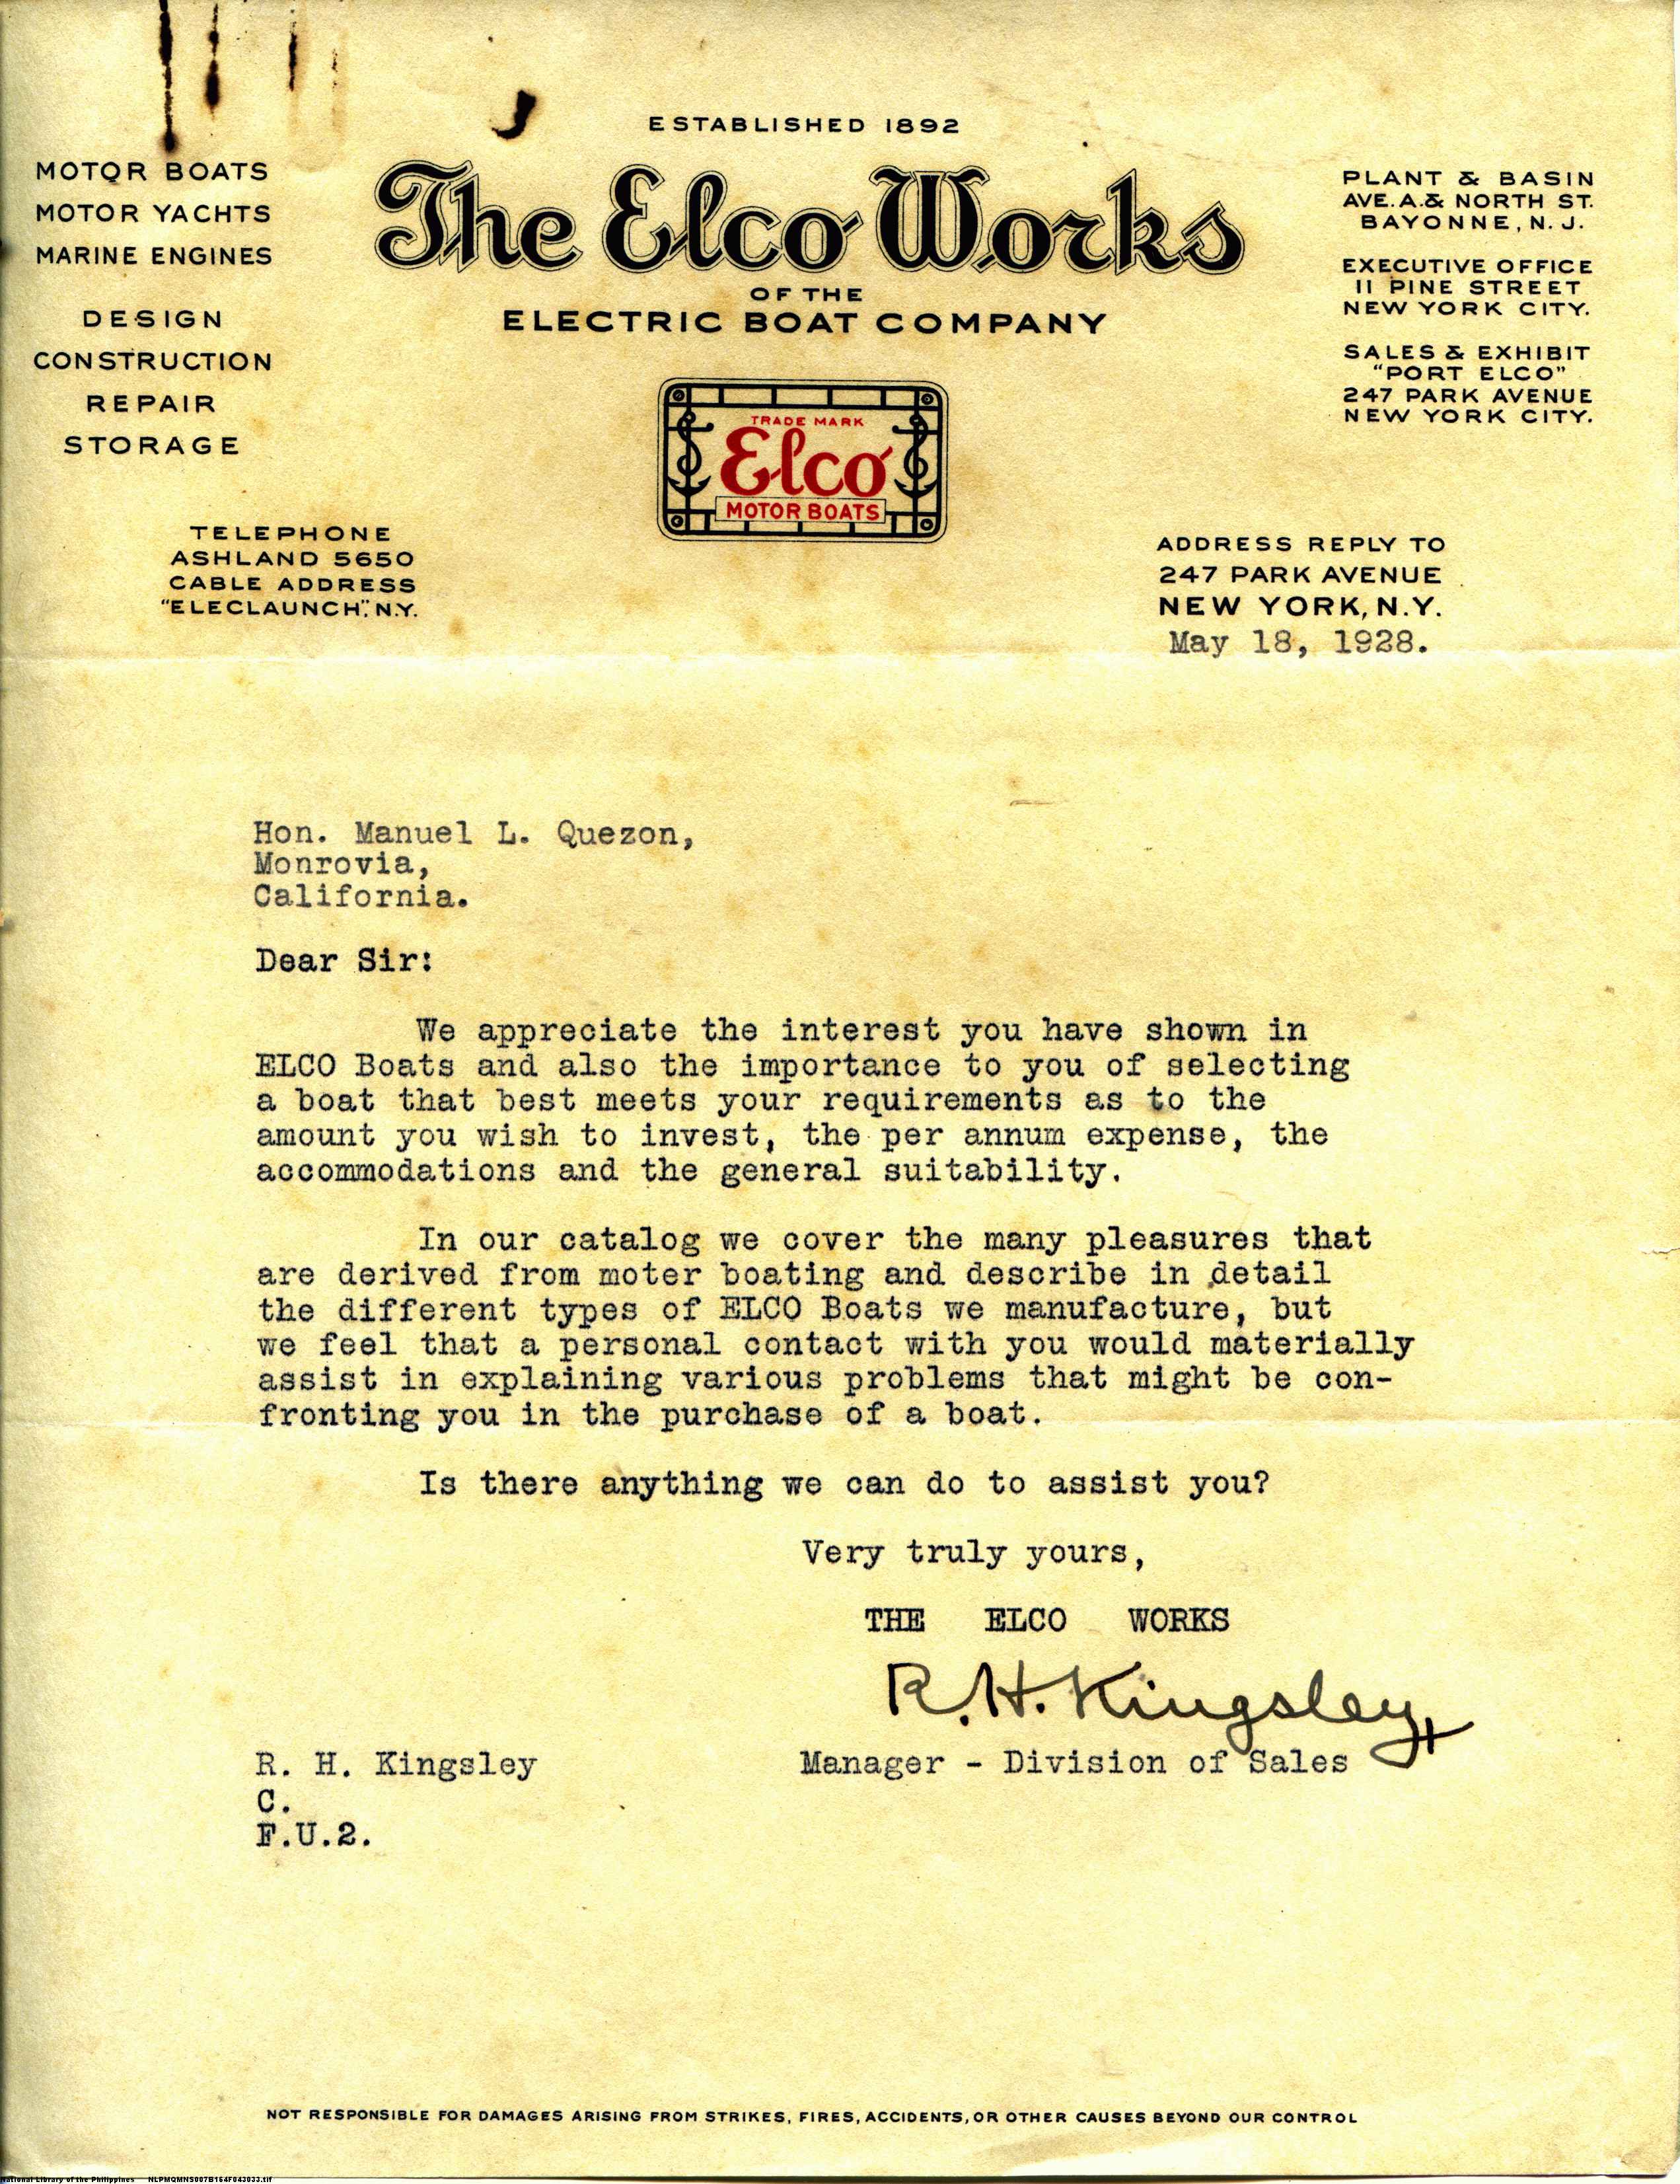 ESTABLISHED 1892
The Elco Works
OF THE
ELECTRIC BOAT COMPANY
MOTOR BOATS
MOTOR YACHTS
MARINE ENGINES
DESIGN
CONSTRUCTION
REPAIR
STORAGE
TELEPHONE
ASHLAND 5650
CABLE ADDRESS
"ELECLAUNCH", N.Y.
TRADE MARK
Elco
MOTOR BOATS
PLANT & BASIN
AVE. A. & NORTH ST.
BAYONNE, N. J.
EXECUTIVE OFFICE
11 PINE STREET
NEW YORK CITY.
SALES & EXHIBIT
"PORT ELCO"
247 PARK AVENUE
NEW YORK CITY.
ADDRESS REPLY TO
247 PARK AVENUE
NEW YORK, N.Y.
May 18, 1928.
Hon. Manuel L. Quezon,
Monrovia,
California.
Dear Sir:
We appreciate the interest you have shown in
ELCO Boats and also the importance to you of selecting
a boat that best meets your requirements as to the
amount you wish to invest, the per annum expense, the
accommodations and the general suitability.
In our catalog we cover the many pleasures that
are derived from moter boating and describe in detail
the different types of ELCO Boats we manufacture, but
we feel that a personal contact with you would materially
assist in explaining various problems that might be con-
fronting you in the purchase of a boat.
Is there anything we can do to assist you?
Very truly yours,
THE ELCO WORKS
R. H. Kingsley
Manager - Division of Sales
R. H. Kingsley
C.
F.U.2.
NOT RESPONSIBLE FOR DAMAGES ARISING FROM STRIKES, FIRES, ACCIDENTS, OR OTHER CAUSES BEYOND OUR CONTROL
National Library of the Philippines NLPMQMNS007B164F043033.tif